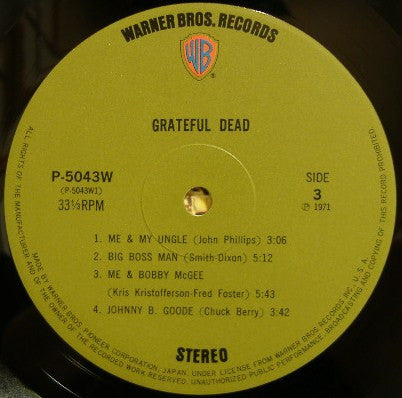 WARNER BROS. RECORDS
WB
®
GRATEFUL DEAD
P-5043W
(P-5043W1)
33⅓RPM
SIDE
3
Ⓟ 1971
1. ME & MY UNGLE (John Phillips) 3:06
2. BIG BOSS MAN (Smith-Dixon) 5:12
3. ME & BOBBY McGEE
(Kris Kristofferson-Fred Foster) 5:43
4. JOHNNY B. GOODE (Chuck Berry) 3:42
STEREO
ALL RIGHTS OF THE MANUFACTURER AND OF THE OWNER OF THE RECORDED WORK RESERVED. UNAUTHORIZED PUBLIC PERFORMANCE, BROADCASTING AND COPYING OF THIS RECORD PROHIBITED.
MADE BY WARNER BROS. PIONEER CORPORATION, JAPAN, UNDER LICENSE FROM WARNER BROS. RECORDS INC. U.S.A.